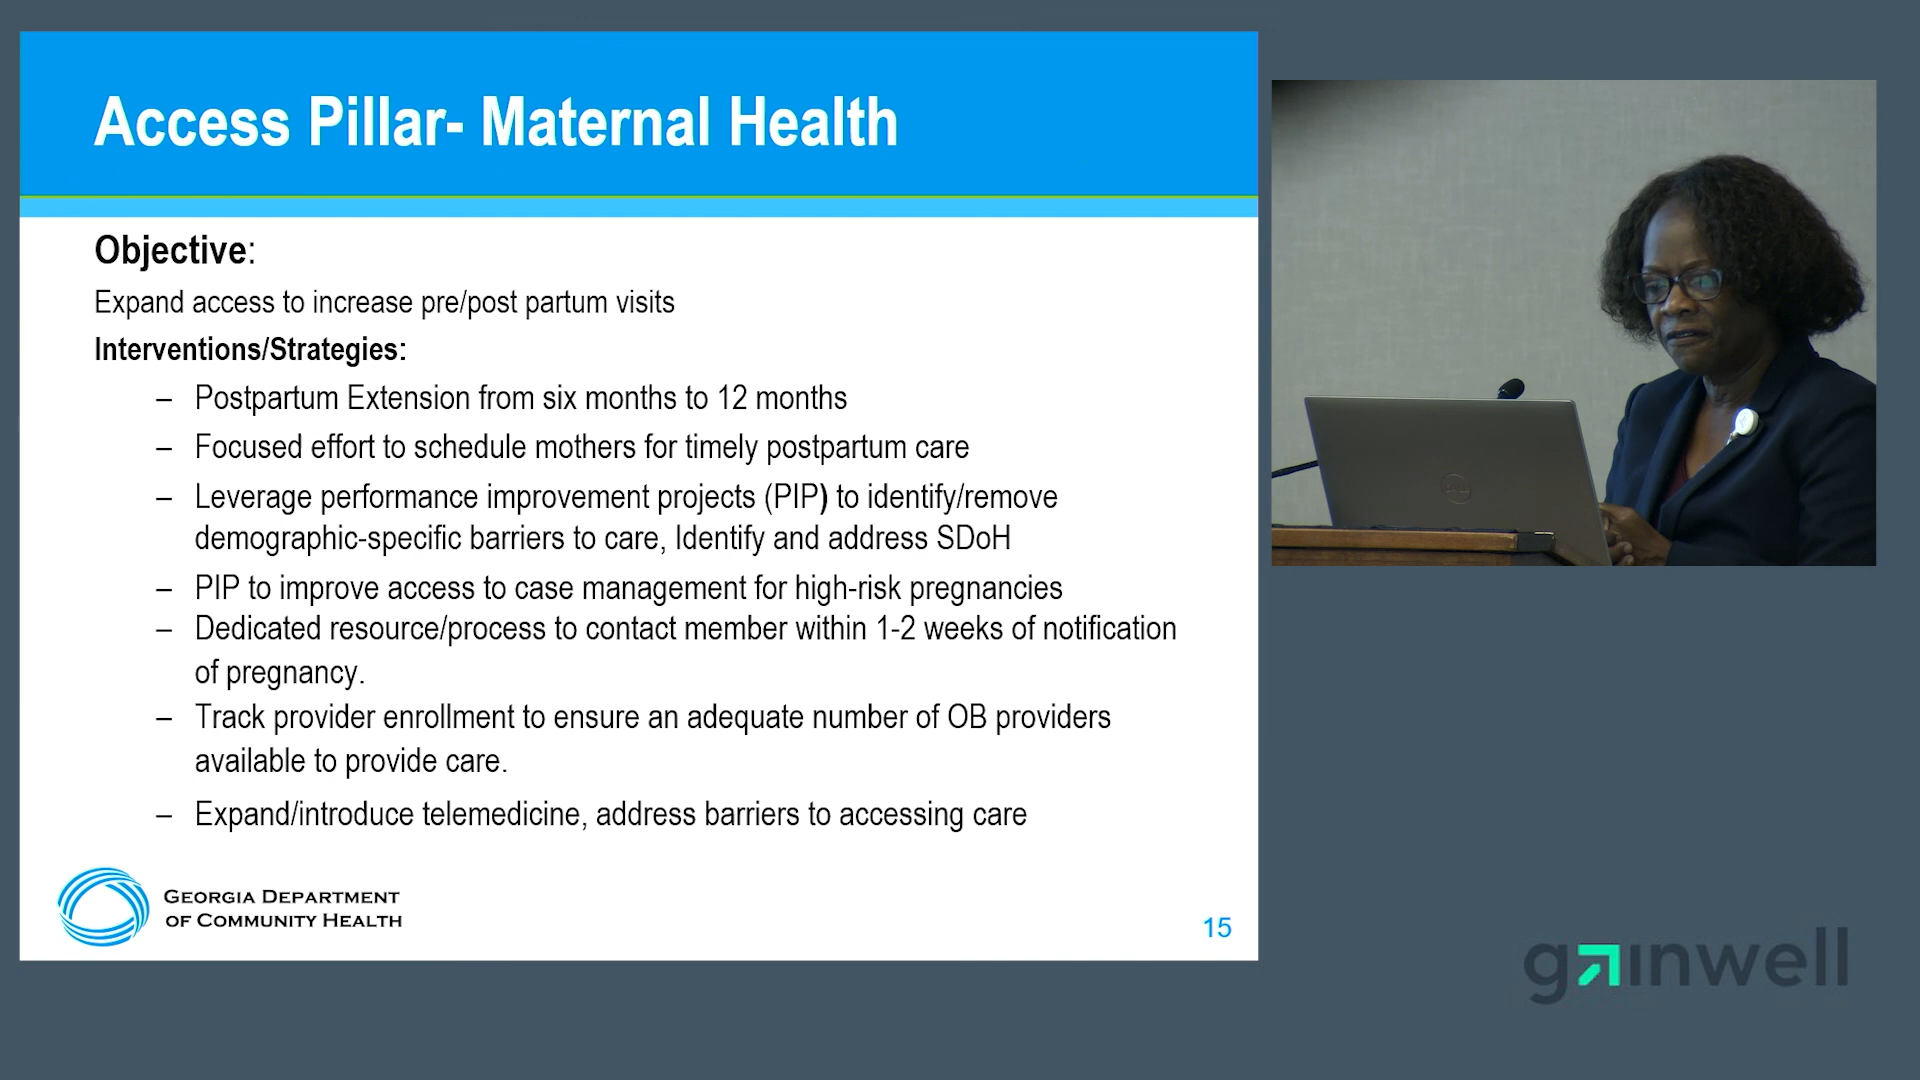 Access Pillar- Maternal Health
Objective:
Expand access to increase pre/post partum visits
Interventions/Strategies:
– Postpartum Extension from six months to 12 months
– Focused effort to schedule mothers for timely postpartum care
– Leverage performance improvement projects (PIP) to identify/remove
demographic-specific barriers to care, Identify and address SDoH
– PIP to improve access to case management for high-risk pregnancies
– Dedicated resource/process to contact member within 1-2 weeks of notification
of pregnancy.
– Track provider enrollment to ensure an adequate number of OB providers
available to provide care.
– Expand/introduce telemedicine, address barriers to accessing care
GEORGIA DEPARTMENT
OF COMMUNITY HEALTH
15
gainwell